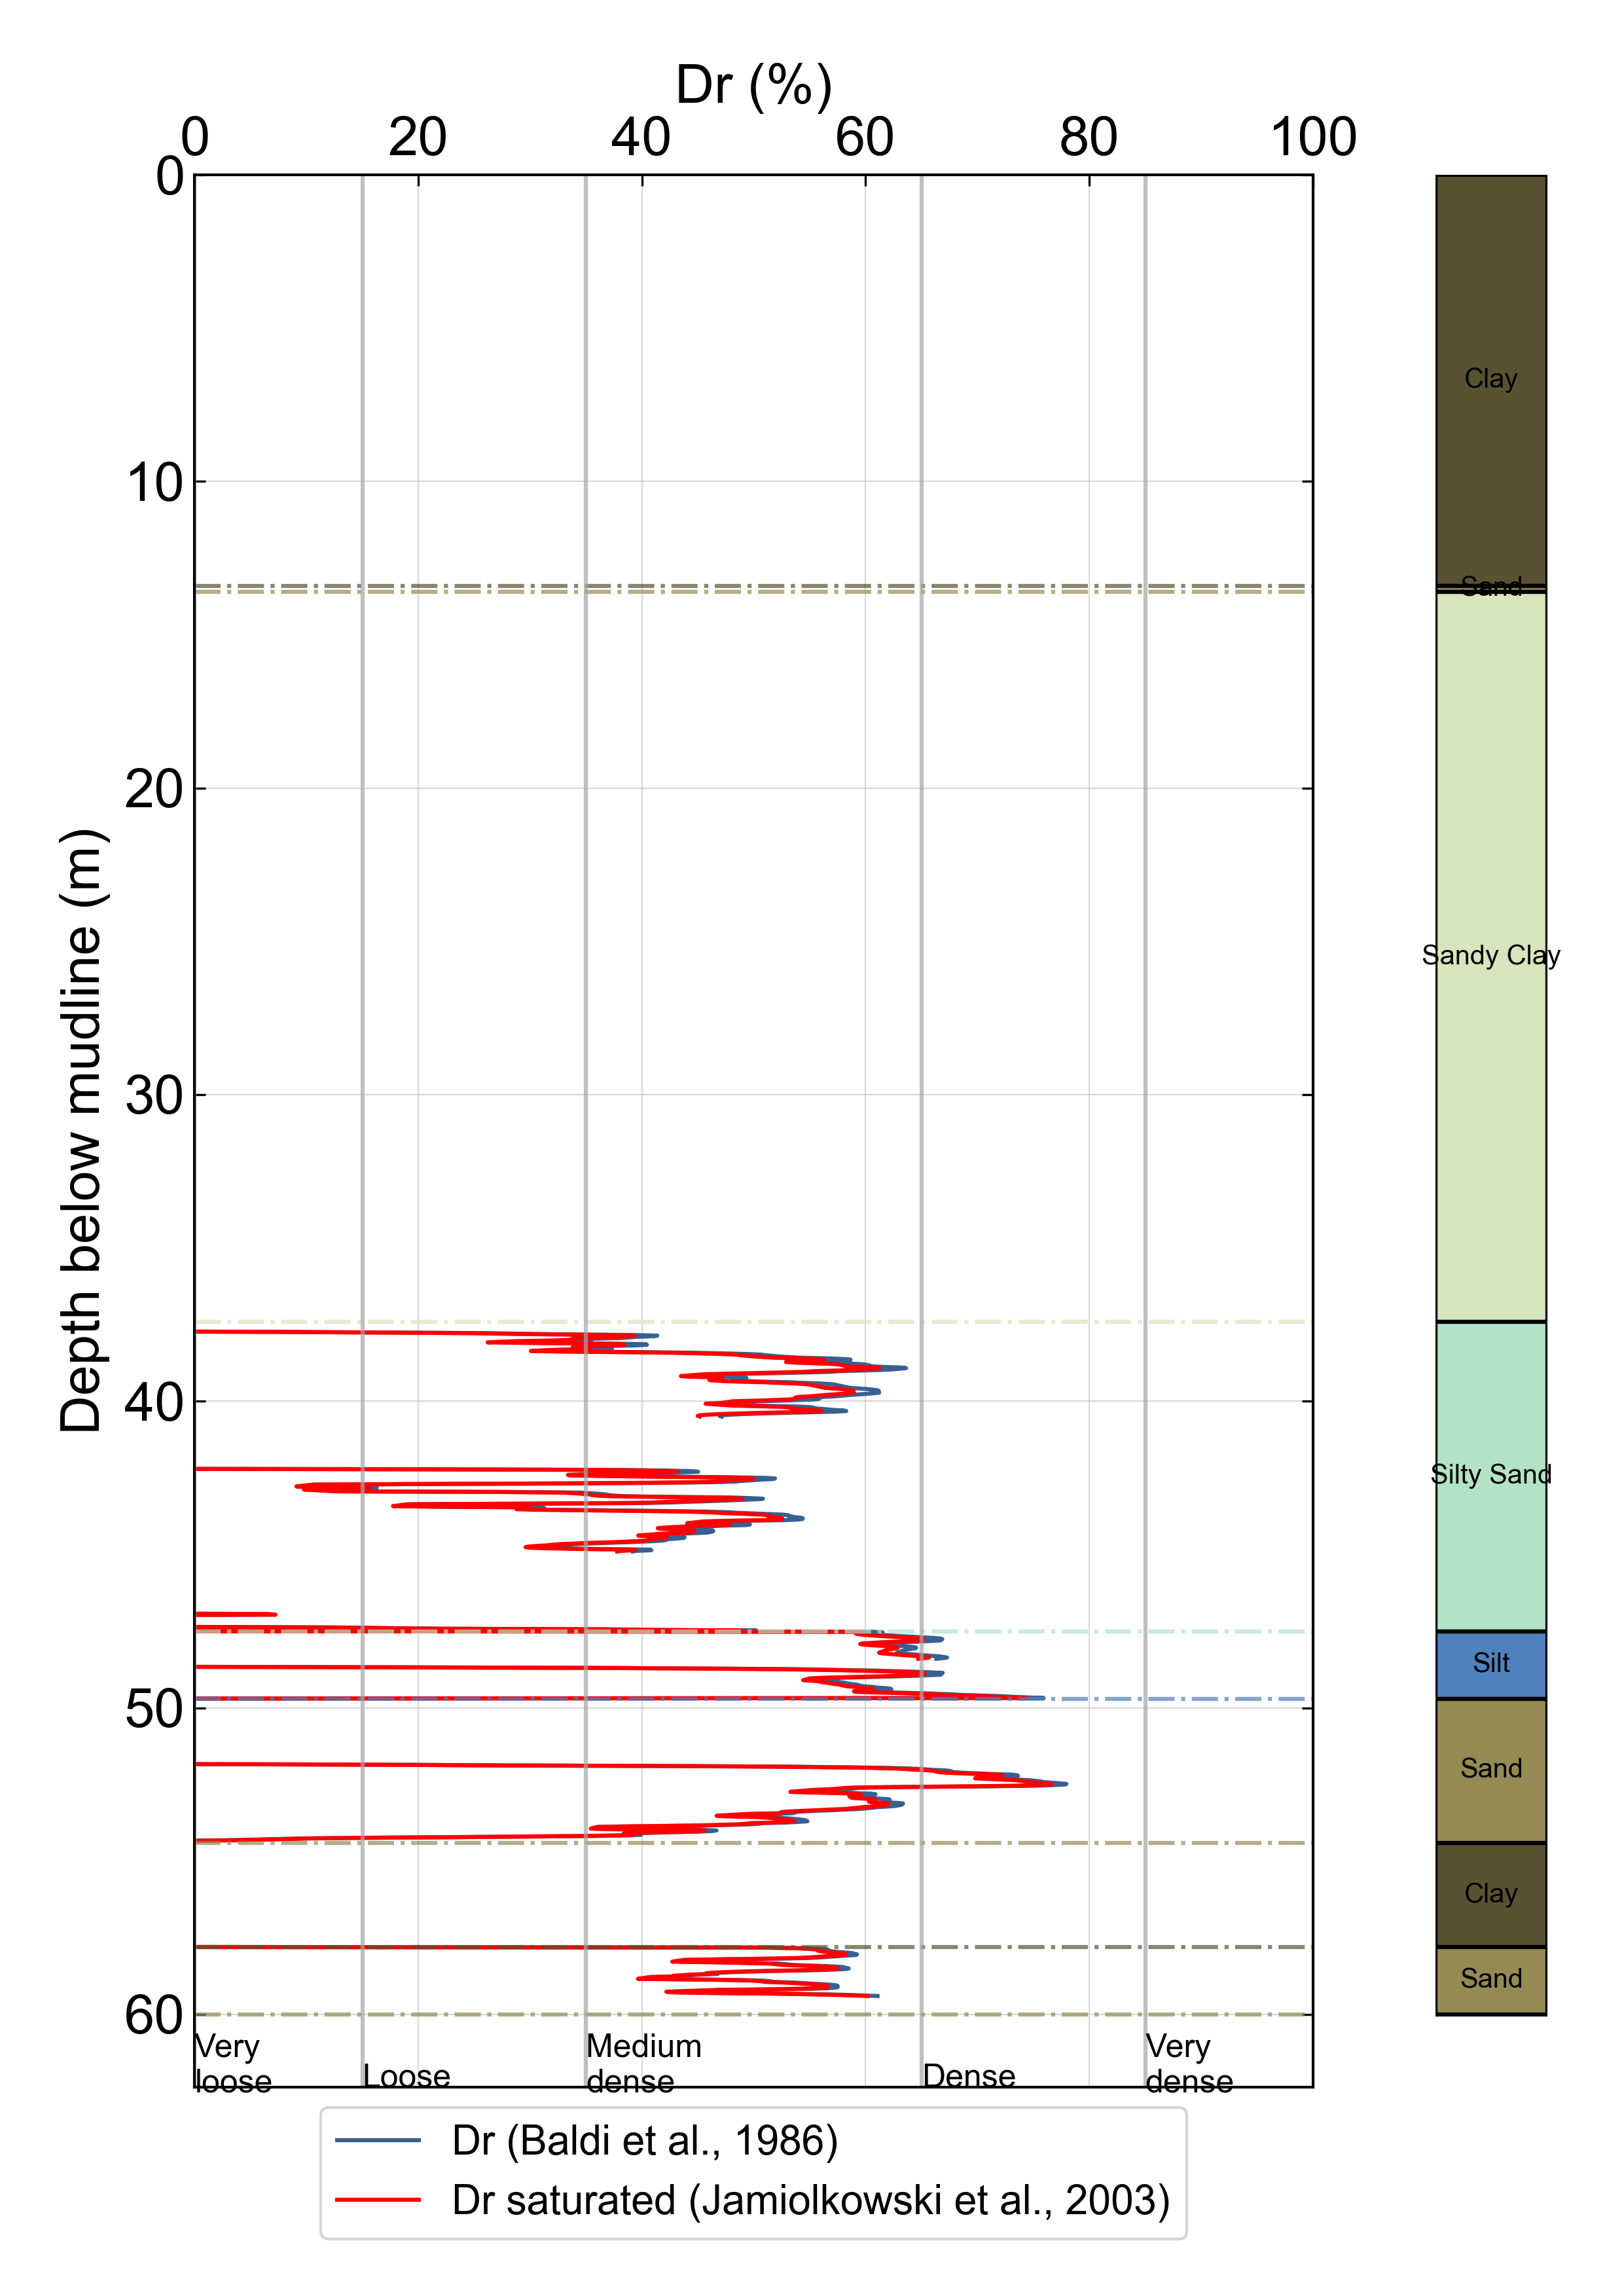 Dr (%)
0 20 40 60 80 100
0
10
20
30
40
50
60
Depth below mudline (m)
Clay
Sand
Sandy Clay
Silty Sand
Silt
Sand
Clay
Sand
Very
loose
Loose
Medium
dense
Dense
Very
dense
Dr (Baldi et al., 1986)
Dr saturated (Jamiolkowski et al., 2003)